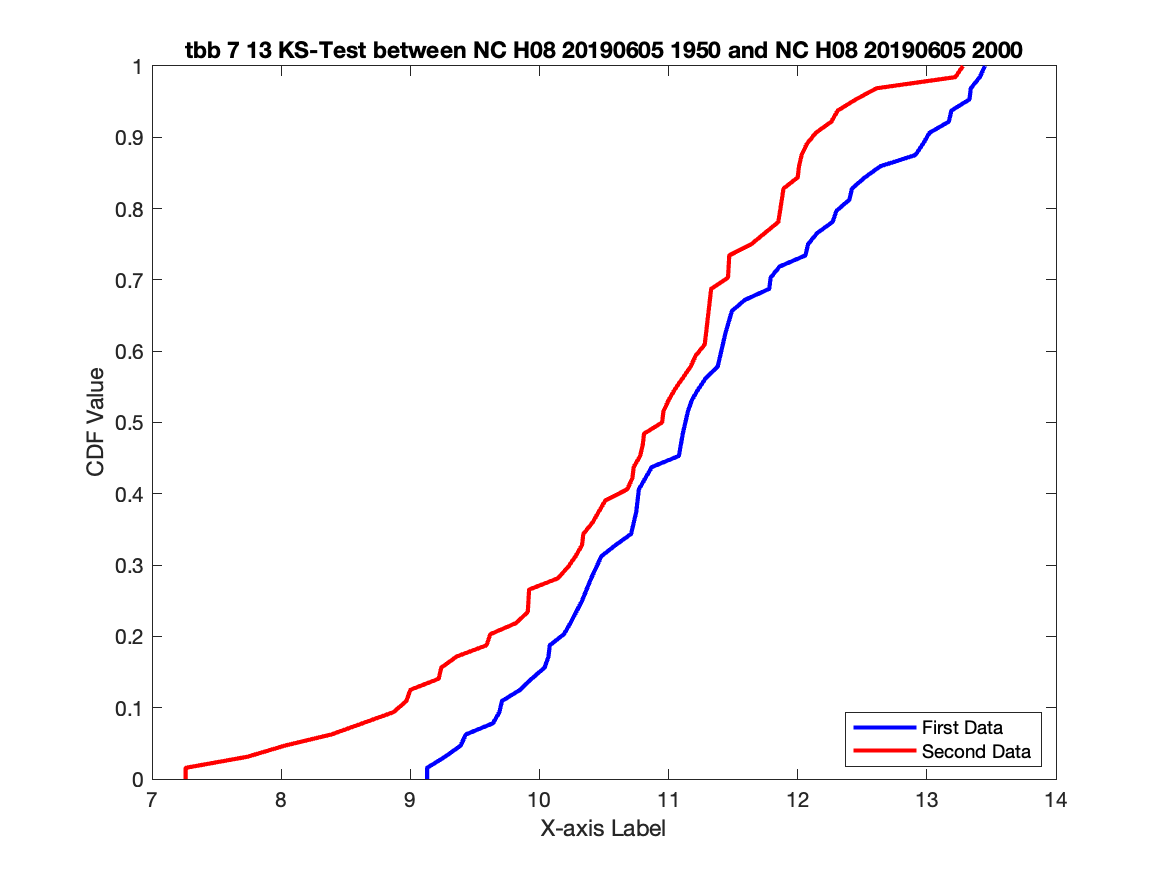 tbb 7 13 KS-Test between NC H08 20190605 1950 and NC H08 20190605 2000
1
0.9
0.8
0.7
0.6
0.5
0.4
0.3
0.2
0.1
0
CDF Value
First Data
Second Data
7 8 9 10 11 12 13 14
X-axis Label